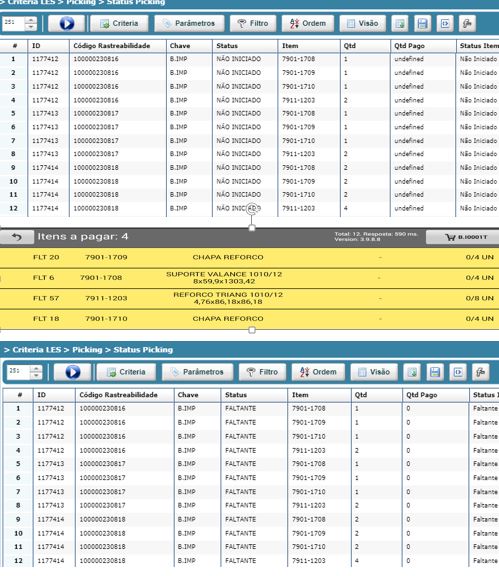 > Criteria LES > Picking > Status Picking
25: Criteria Parâmetros Filtro Ordem Visão
# ID Código Rastreabilidade Chave Status Item Qtd Qtd Pago Status Item
1 1177412 100000230816 B.IMP NÃO INICIADO 7901-1708 1 undefined Não Iniciado
2 1177412 100000230816 B.IMP NÃO INICIADO 7901-1709 1 undefined Não Iniciado
3 1177412 100000230816 B.IMP NÃO INICIADO 7901-1710 1 undefined Não Iniciado
4 1177412 100000230816 B.IMP NÃO INICIADO 7911-1203 2 undefined Não Iniciado
5 1177413 100000230817 B.IMP NÃO INICIADO 7901-1708 1 undefined Não Iniciado
6 1177413 100000230817 B.IMP NÃO INICIADO 7901-1709 1 undefined Não Iniciado
7 1177413 100000230817 B.IMP NÃO INICIADO 7901-1710 1 undefined Não Iniciado
8 1177413 100000230817 B.IMP NÃO INICIADO 7911-1203 2 undefined Não Iniciado
9 1177414 100000230818 B.IMP NÃO INICIADO 7901-1708 2 undefined Não Iniciado
10 1177414 100000230818 B.IMP NÃO INICIADO 7901-1709 2 undefined Não Iniciado
11 1177414 100000230818 B.IMP NÃO INICIADO 7901-1710 2 undefined Não Iniciado
12 1177414 100000230818 B.IMP NÃO INICIADO 7911-1203 4 undefined Não Iniciado
Itens a pagar: 4 Total: 12. Resposta: 590 ms. B.I0001T
Version: 3.9.8.8
FLT 20 7901-1709 CHAPA REFORCO - 0/4 UN
FLT 6 7901-1708 SUPORTE VALANCE 1010/12 - 0/4 UN
8x59,9x1303,42
FLT 57 7911-1203 REFORCO TRIANG 1010/12 - 0/8 UN
4,76x86,18x86,18
FLT 18 7901-1710 CHAPA REFORCO - 0/4 UN
> Criteria LES > Picking > Status Picking
25: Criteria Parâmetros Filtro Ordem Visão
# ID Código Rastreabilidade Chave Status Item Qtd Qtd Pago Status I
1 1177412 100000230816 B.IMP FALTANTE 7901-1708 1 0 Faltante
2 1177412 100000230816 B.IMP FALTANTE 7901-1709 1 0 Faltante
3 1177412 100000230816 B.IMP FALTANTE 7901-1710 1 0 Faltante
4 1177412 100000230816 B.IMP FALTANTE 7911-1203 2 0 Faltante
5 1177413 100000230817 B.IMP FALTANTE 7901-1708 1 0 Faltante
6 1177413 100000230817 B.IMP FALTANTE 7901-1709 1 0 Faltante
7 1177413 100000230817 B.IMP FALTANTE 7901-1710 1 0 Faltante
8 1177413 100000230817 B.IMP FALTANTE 7911-1203 2 0 Faltante
9 1177414 100000230818 B.IMP FALTANTE 7901-1708 2 0 Faltante
10 1177414 100000230818 B.IMP FALTANTE 7901-1709 2 0 Faltante
11 1177414 100000230818 B.IMP FALTANTE 7901-1710 2 0 Faltante
12 1177414 100000230818 B.IMP FALTANTE 7911-1203 4 0 Faltante